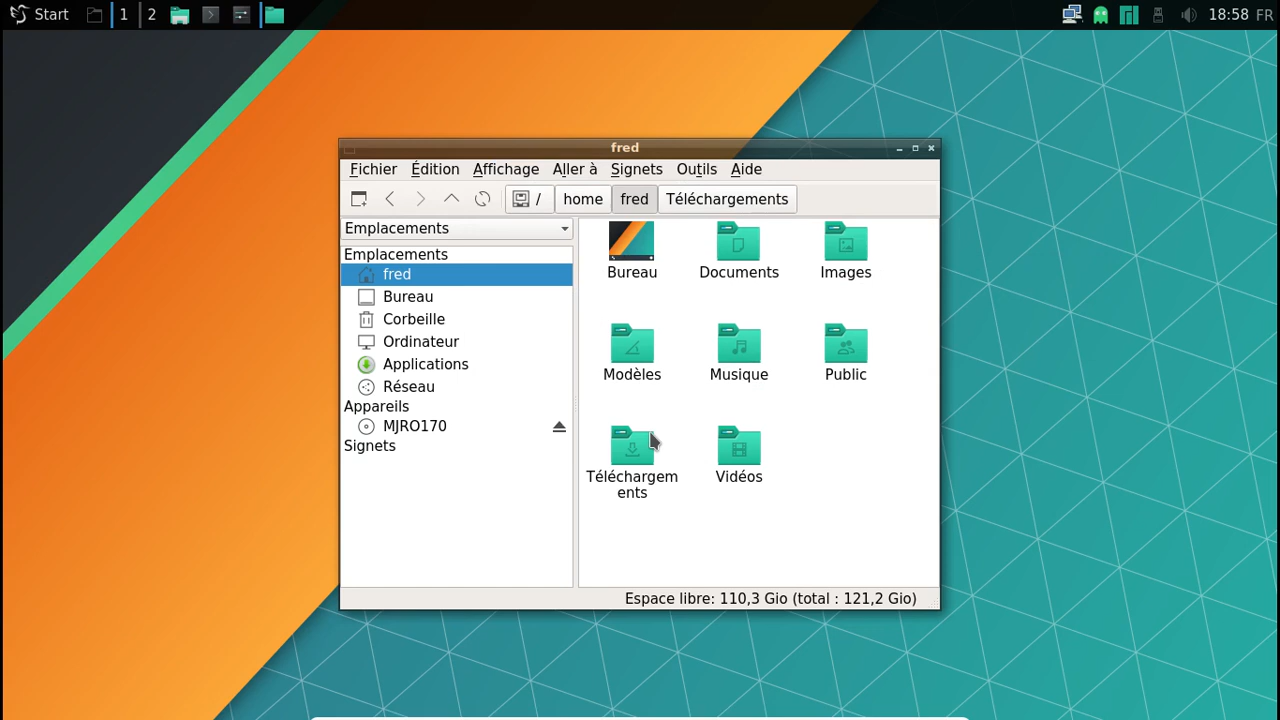 Start 1 2 18:58 FR
fred
Fichier Édition Affichage Aller à Signets Outils Aide
/ home fred Téléchargements
Emplacements
Emplacements
fred
Bureau
Corbeille
Ordinateur
Applications
Réseau
Appareils
MJRO170
Signets
Bureau Documents Images
Modèles Musique Public
Téléchargem
ents
Vidéos
Espace libre: 110,3 Gio (total : 121,2 Gio)